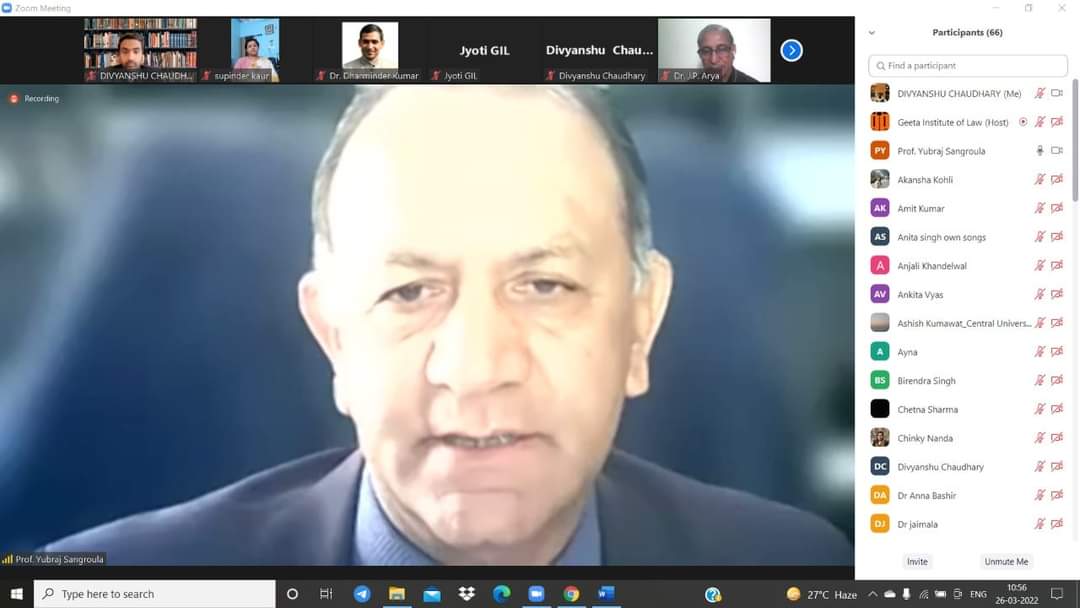 Zoom Meeting
DIVYANSHU CHAUDH...
supinder kaur
Dr. Dharminder Kumar
Jyoti GIL
Jyoti GIL
Divyanshu Chau...
Divyanshu Chaudhary
Dr. J.P. Arya
Recording
Prof. Yubraj Sangroula
Participants (66)
Find a participant
DIVYANSHU CHAUDHARY (Me)
Geeta Institute of Law (Host)
PY Prof. Yubraj Sangroula
Akansha Kohli
AK Amit Kumar
AS Anita singh own songs
A Anjali Khandelwal
AV Ankita Vyas
Ashish Kumawat_Central Univers...
A Ayna
BS Birendra Singh
Chetna Sharma
Chinky Nanda
DC Divyanshu Chaudhary
DA Dr Anna Bashir
DJ Dr jaimala
Invite
Unmute Me
Type here to search
27°C Haze
ENG
10:56
26-03-2022